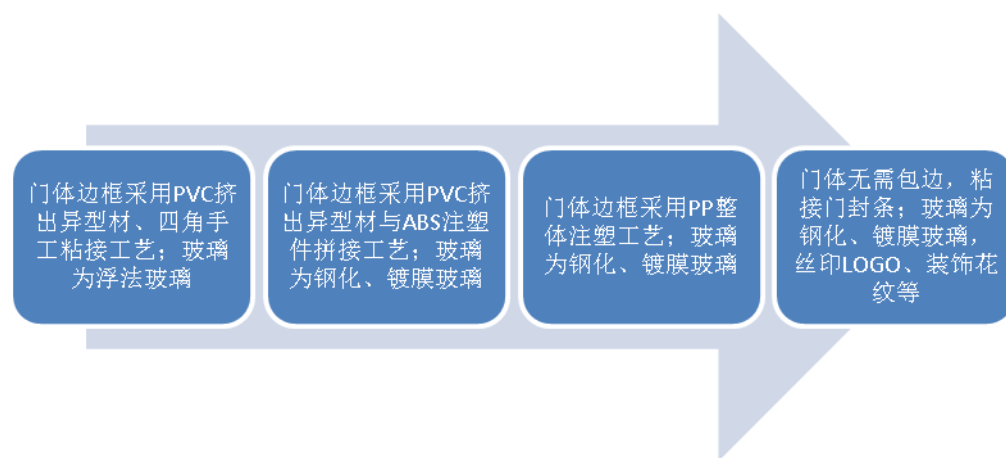 门体边框采用PVC挤
出异型材、四角手
工粘接工艺；玻璃
为浮法玻璃
门体边框采用PVC挤
出异型材与ABS注塑
件拼接工艺；玻璃
为钢化、镀膜玻璃
门体边框采用PP整
体注塑工艺；玻璃
为钢化、镀膜玻璃
门体无需包边，粘
接门封条；玻璃为
钢化、镀膜玻璃，
丝印LOGO、装饰花
纹等